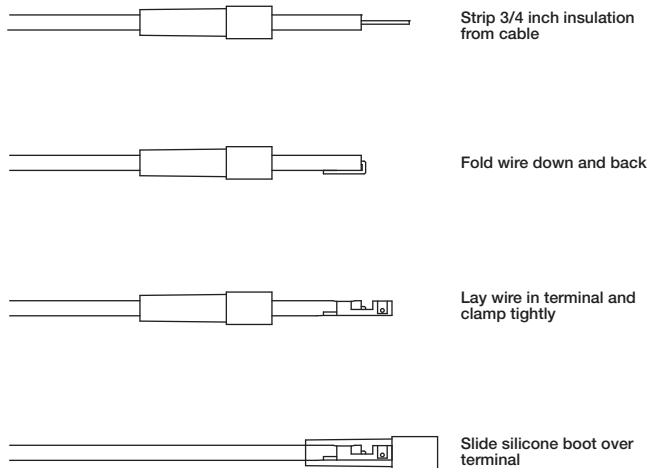 Strip 3/4 inch insulation
from cable
Fold wire down and back
Lay wire in terminal and
clamp tightly
Slide silicone boot over
terminal